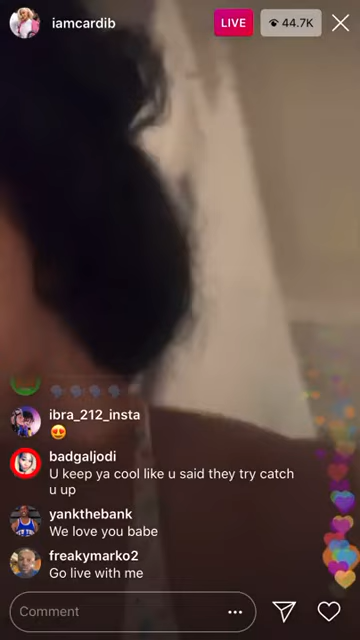 iamcardib
LIVE
44.7K
ibra_212_insta
😍
badgaljodi
U keep ya cool like u said they try catch
u up
yankthebank
We love you babe
freakymarko2
Go live with me
Comment